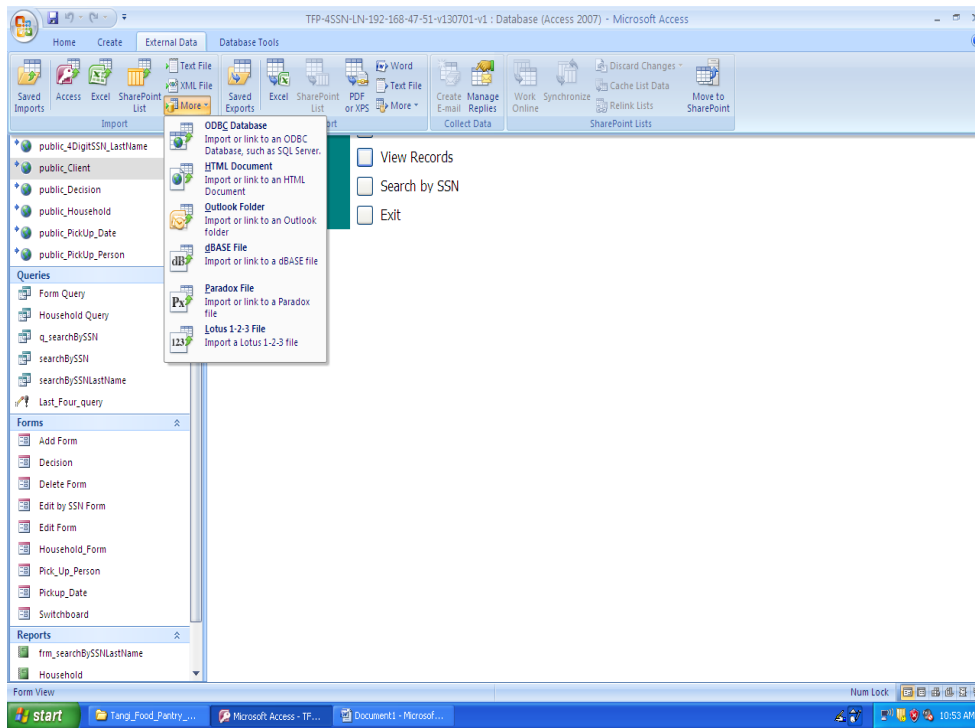 TFP-4SSN-LN-192-168-47-51-v130701-v1 : Database (Access 2007) - Microsoft Access
Home Create External Data Database Tools
Saved Imports
Access
Excel
SharePoint List
Text File
XML File
More
Import
Saved Exports
Excel
SharePoint List
PDF or XPS
Word
Text File
More
ort
Create E-mail
Manage Replies
Collect Data
Work Online
Synchronize
Discard Changes
Cache List Data
Relink Lists
Move to SharePoint
SharePoint Lists
ODBC Database
Import or link to an ODBC
Database, such as SQL Server.
HTML Document
Import or link to an HTML
Document
Outlook Folder
Import or link to an Outlook
folder
dBASE File
Import or link to a dBASE file
dB
Paradox File
Import or link to a Paradox
file
Px
Lotus 1-2-3 File
Import a Lotus 1-2-3 file
123
public_4DigitSSN_LastName
public_Client
public_Decision
public_Household
public_PickUp_Date
public_PickUp_Person
Queries
Form Query
Household Query
q_searchBySSN
searchBySSN
searchBySSNLastName
Last_Four_query
Forms
Add Form
Decision
Delete Form
Edit by SSN Form
Edit Form
Household_Form
Pick_Up_Person
Pickup_Date
Switchboard
Reports
frm_searchBySSNLastName
Household
View Records
Search by SSN
Exit
Form View
Num Lock
start
Tangi_Food_Pantry_...
Microsoft Access - TF...
Document1 - Microsof...
10:53 AM